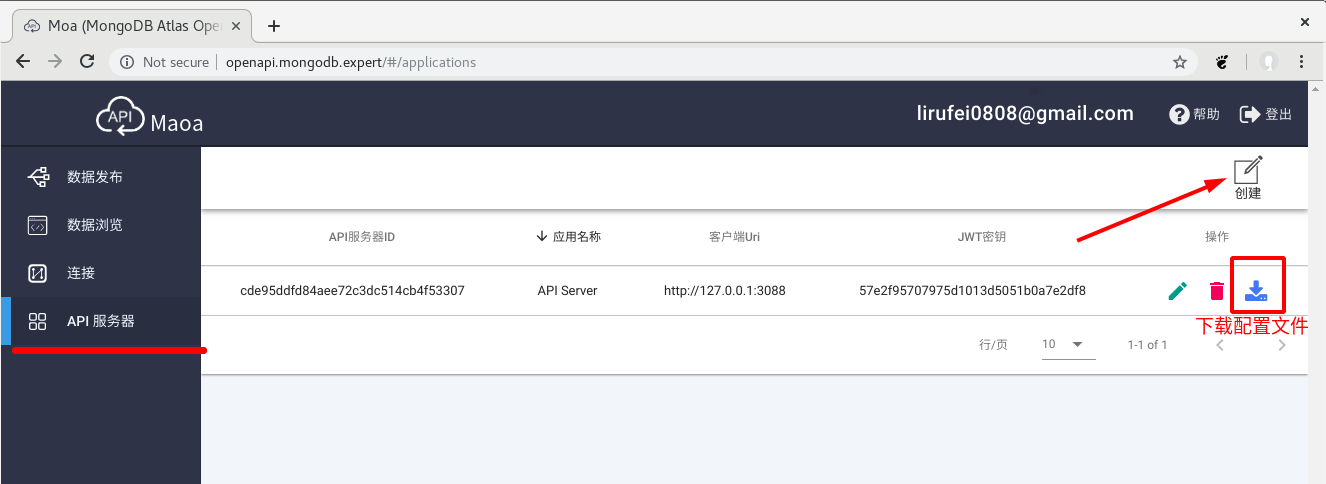 Moa (MongoDB Atlas Ope
Not secure
openapi.mongodb.expert/#/applications
API
Maoa
lirufei0808@gmail.com
帮助
登出
数据发布
数据浏览
连接
API 服务器
创建
API服务器ID
应用名称
客户端Uri
JWT密钥
操作
cde95ddfd84aee72c3dc514cb4f53307
API Server
http://127.0.0.1:3088
57e2f95707975d1013d5051b0a7e2df8
下载配置文件
行/页
10
1-1 of 1